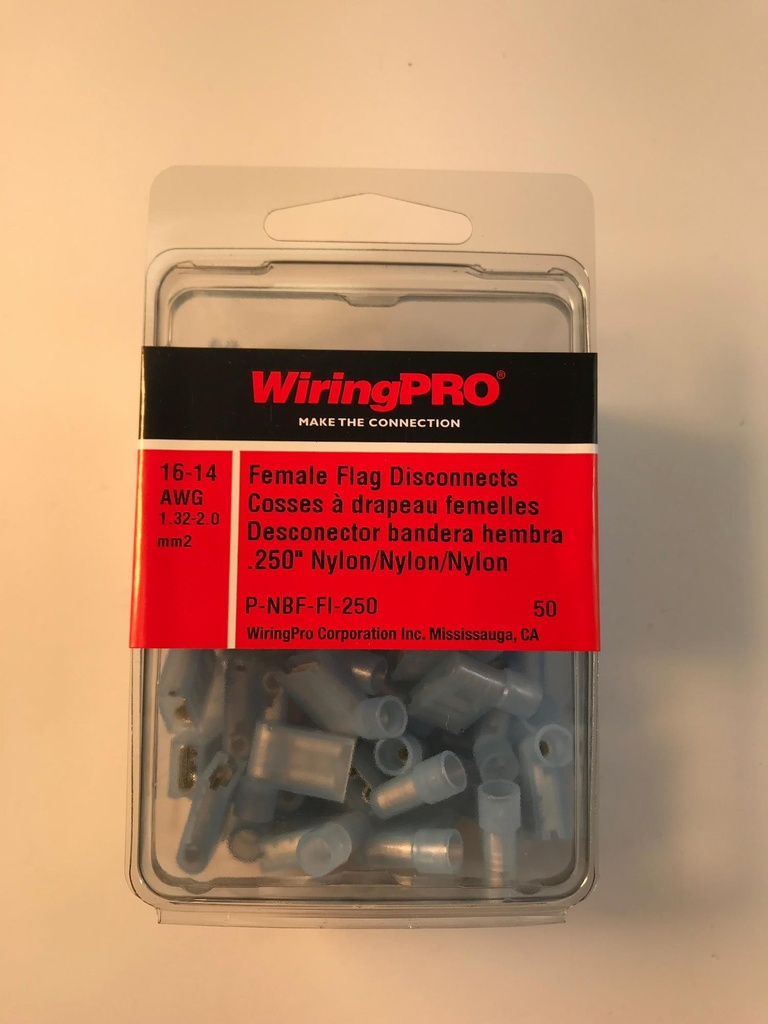 WiringPRO®
MAKE THE CONNECTION
16-14
AWG
1.32-2.0
mm2
Female Flag Disconnects
Cosses à drapeau femelles
Desconector bandera hembra
.250" Nylon/Nylon/Nylon
P-NBF-FI-250 50
WiringPro Corporation Inc. Mississauga, CA